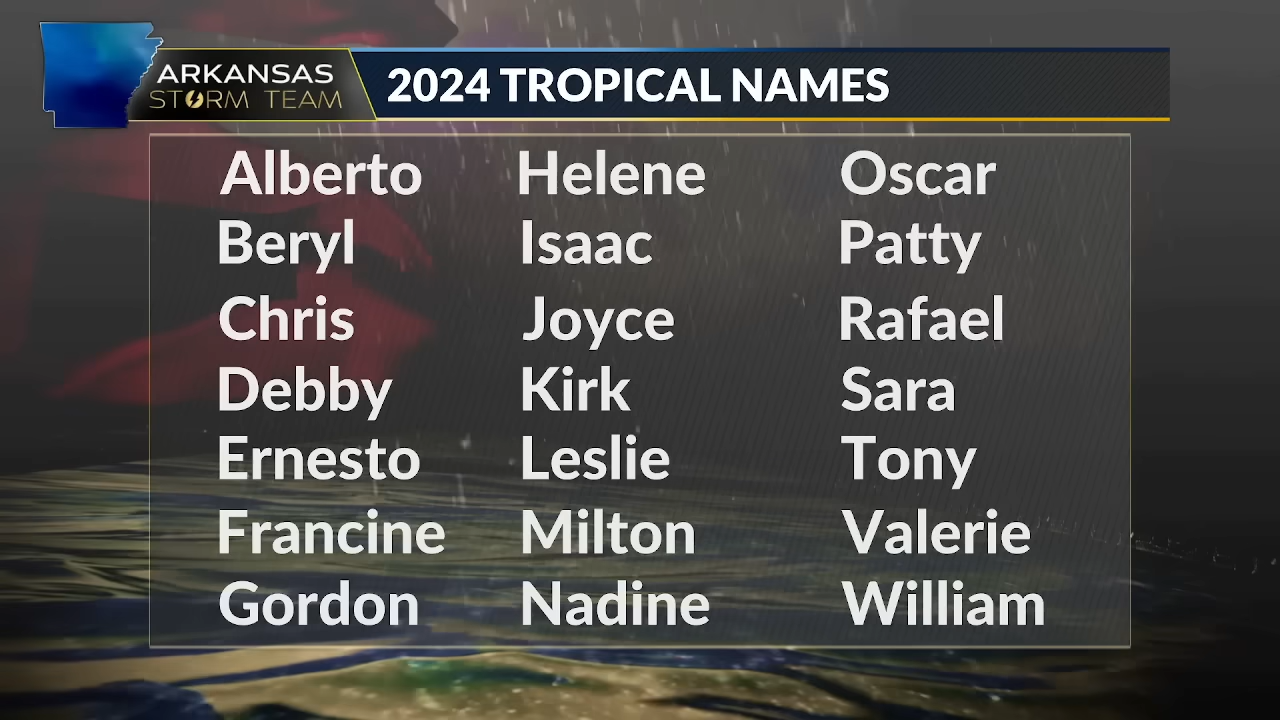 ARKANSAS
STORM TEAM
2024 TROPICAL NAMES
Alberto
Beryl
Chris
Debby
Ernesto
Francine
Gordon
Helene
Isaac
Joyce
Kirk
Leslie
Milton
Nadine
Oscar
Patty
Rafael
Sara
Tony
Valerie
William